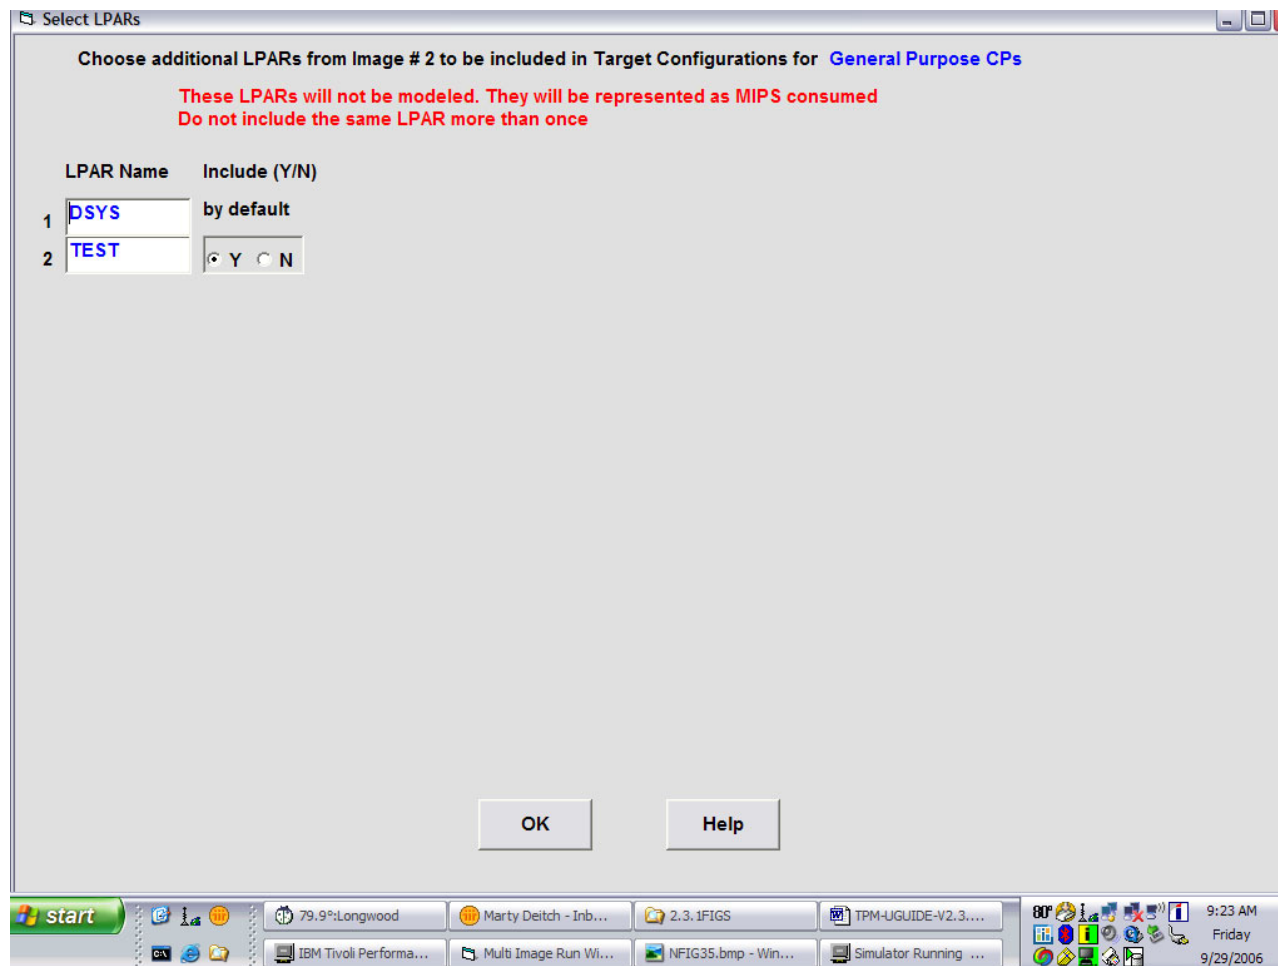 Select LPARs
Choose additional LPARs from Image # 2 to be included in Target Configurations for General Purpose CPs
These LPARs will not be modeled. They will be represented as MIPS consumed
Do not include the same LPAR more than once
LPAR Name Include (Y/N)
1 DSYS by default
2 TEST Y N
OK Help
start 79.9°:Longwood Marty Deitch - Inb... 2.3.1FIGS TPM-UGUIDE-V2.3.... 80° 9:23 AM
Friday
IBM Tivoli Performa... Multi Image Run Wi... NFIG35.bmp - Win... Simulator Running ... 9/29/2006